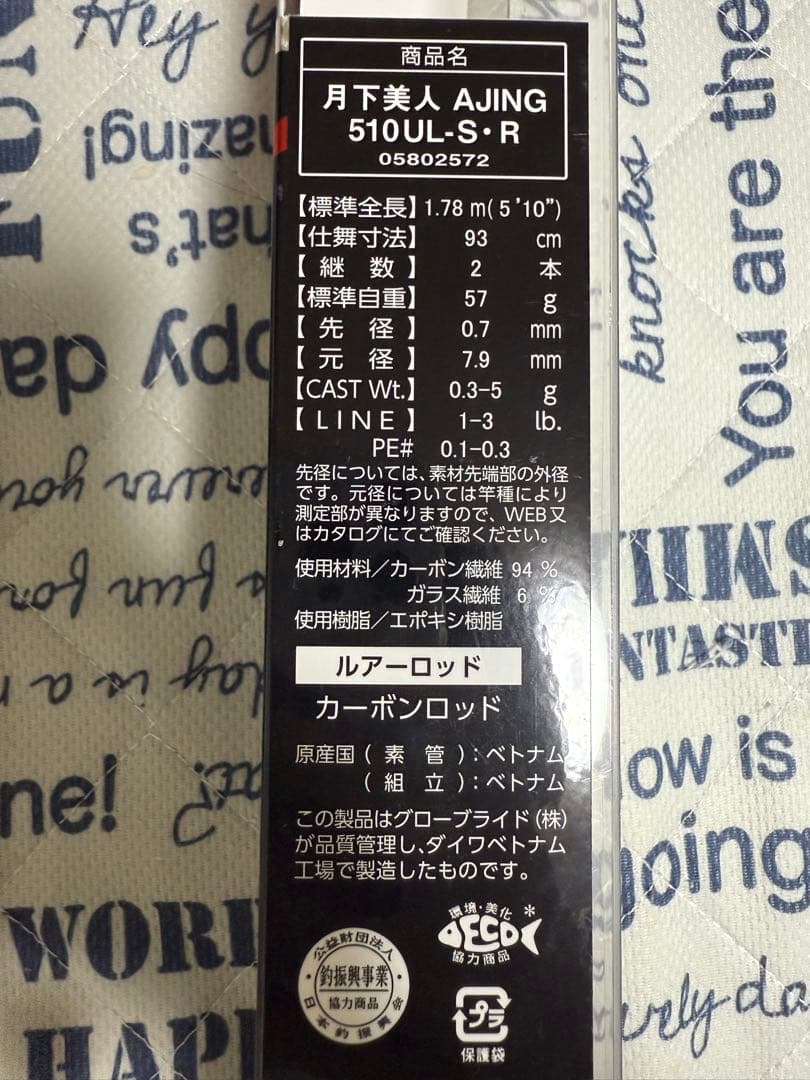 商品名
月下美人 AJING
510UL-S・R
05802572
【標準全長】1.78 m(5'10")
【仕舞寸法】 93 cm
【継数】 2 本
【標準自重】 57 g
【先径】 0.7 mm
【元径】 7.9 mm
【CAST Wt.】 0.3-5 g
【LINE】 1-3 lb.
PE# 0.1-0.3
先径については、素材先端部の外径
です。元径については竿種により
測定部が異なりますので、WEB又
はカタログにてご確認ください。
使用材料/カーボン繊維 94 %
ガラス繊維 6 %
使用樹脂/エポキシ樹脂
ルアーロッド
カーボンロッド
原産国(素管):ベトナム
(組立):ベトナム
この製品はグローブライド(株)
が品質管理し、ダイワベトナム
工場で製造したものです。
環境・美化
DECO
協力商品
公益財団法人
釣振興事業
協力商品
日本釣振興会
プラ
保護袋
Hey
You are the
knocks one
ow is
going
ne!
WOR
HAP